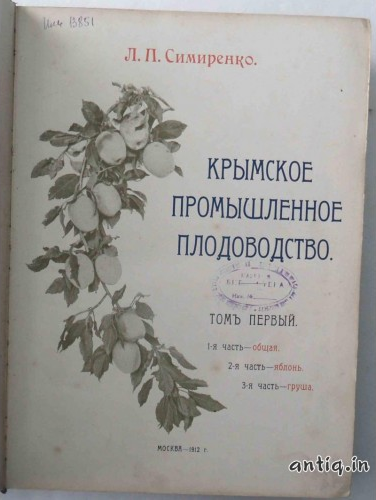 Инв 13851
Л. П. Симиренко.
КРЫМСКОЕ
ПРОМЫШЛЕННОЕ
ПЛОДОВОДСТВО.
ТОМЪ ПЕРВЫЙ.
1-я часть—общая.
2-я часть—яблонь.
3-я часть—груша.
МОСКВА—1912 г.
antiq.in